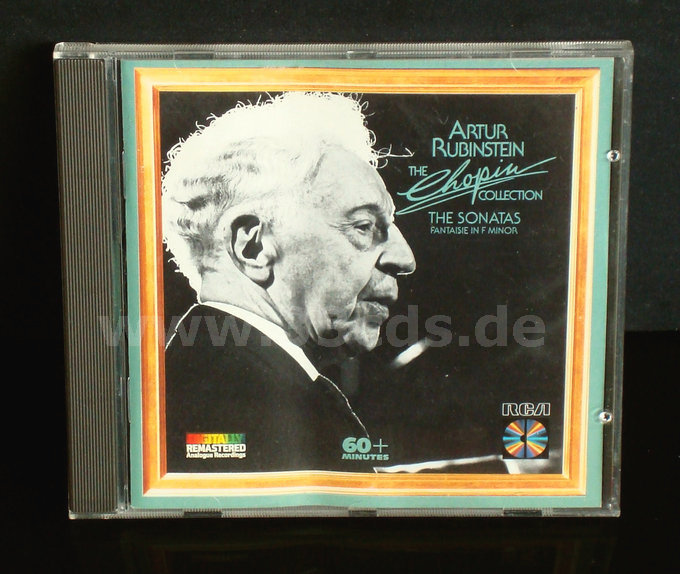 ARTUR
RUBINSTEIN
THE Chopin
COLLECTION
THE SONATAS
FANTAISIE IN F MINOR
RCA
DIGITALLY
REMASTERED
Analogue Recordings
60+
MINUTES